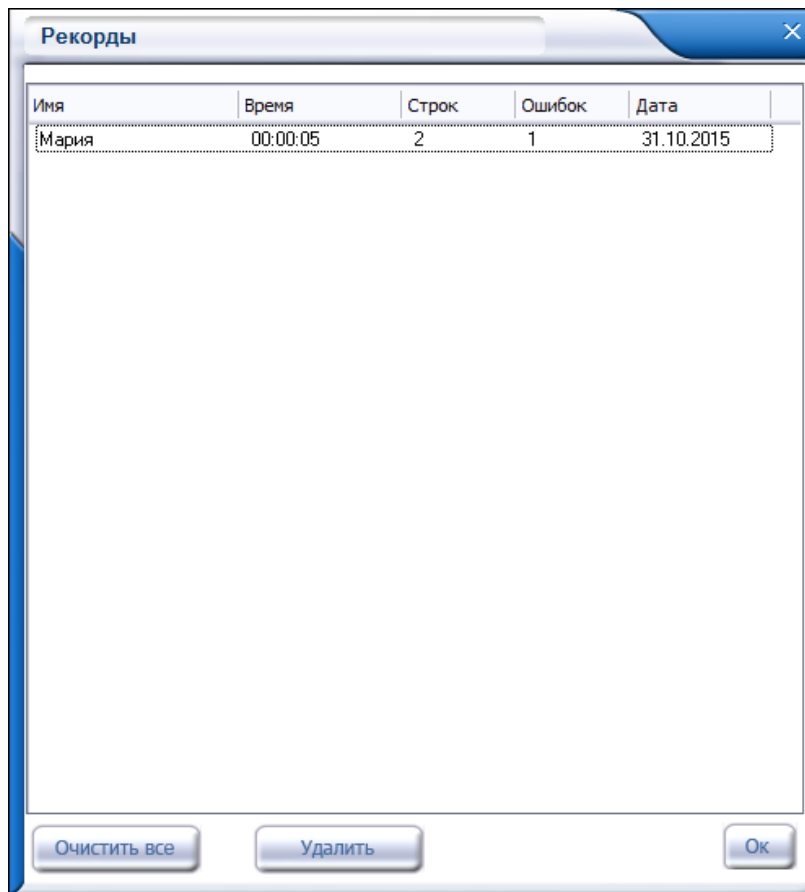 Рекорды
Имя Время Строк Ошибок Дата
Мария 00:00:05 2 1 31.10.2015
Очистить все Удалить Ок